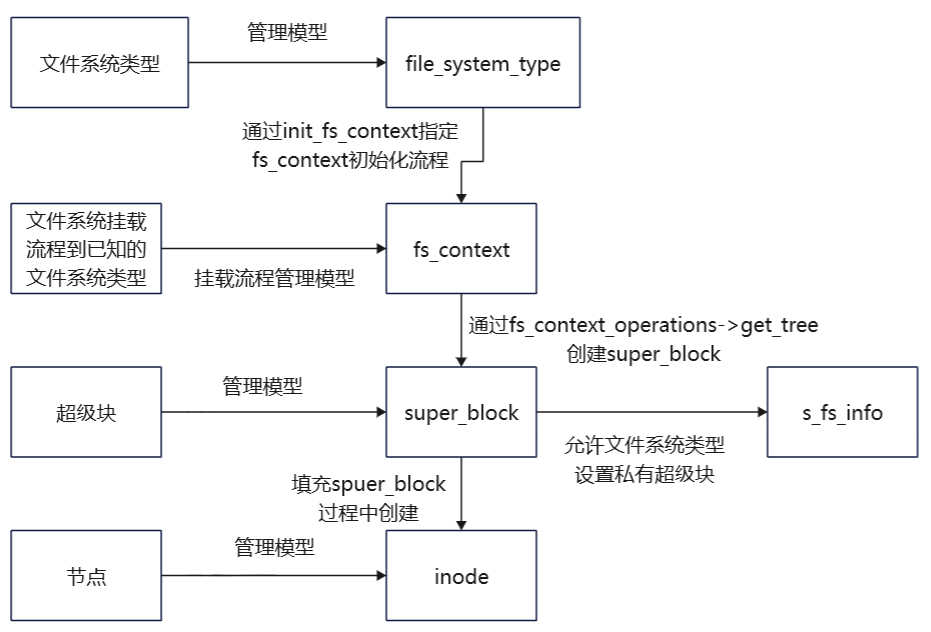 管理模型
文件系统类型
file_system_type
通过init_fs_context指定
fs_context初始化流程
文件系统挂载
流程到已知的
文件系统类型
fs_context
挂载流程管理模型
通过fs_context_operations->get_tree
创建super_block
管理模型
超级块
super_block
s_fs_info
允许文件系统类型
设置私有超级块
填充spuer_block
过程中创建
管理模型
节点
inode